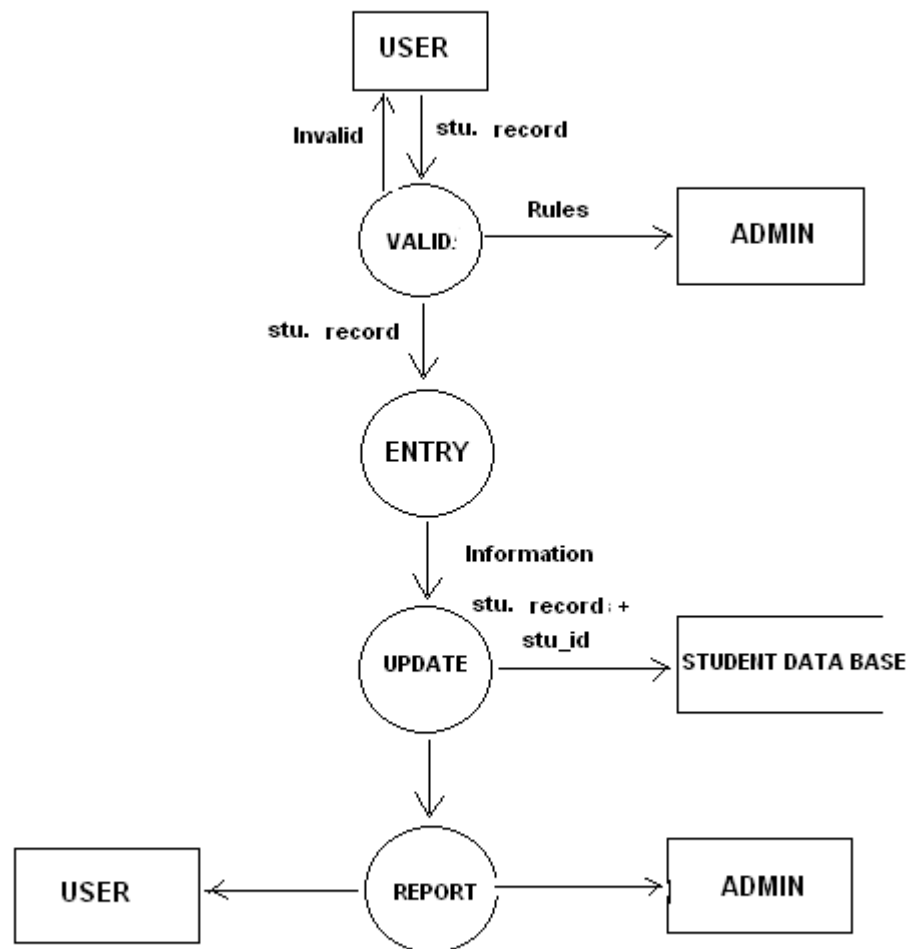 USER
Invalid
stu. record
VALID:
Rules
ADMIN
stu. record
ENTRY
Information
stu. record: +
stu_id
UPDATE
STUDENT DATA BASE
USER
REPORT
ADMIN